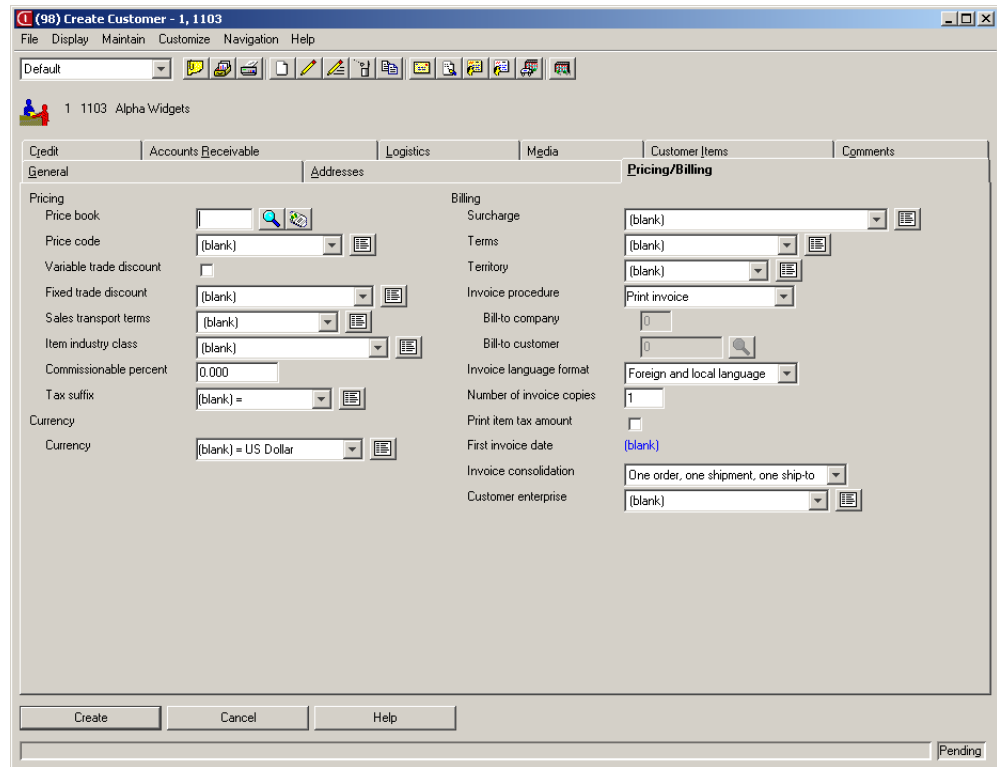 (98) Create Customer - 1, 1103
File Display Maintain Customize Navigation Help
Default
1 1103 Alpha Widgets
Credit Accounts Receivable Logistics Media Customer Items Comments
General Addresses Pricing/Billing
Pricing
Price book
Price code (blank)
Variable trade discount
Fixed trade discount (blank)
Sales transport terms (blank)
Item industry class (blank)
Commissionable percent 0.000
Tax suffix (blank) =
Currency
Currency (blank) = US Dollar
Billing
Surcharge (blank)
Terms (blank)
Territory (blank)
Invoice procedure Print invoice
Bill-to company 0
Bill-to customer 0
Invoice language format Foreign and local language
Number of invoice copies 1
Print item tax amount
First invoice date (blank)
Invoice consolidation One order, one shipment, one ship-to
Customer enterprise (blank)
Create Cancel Help
Pending